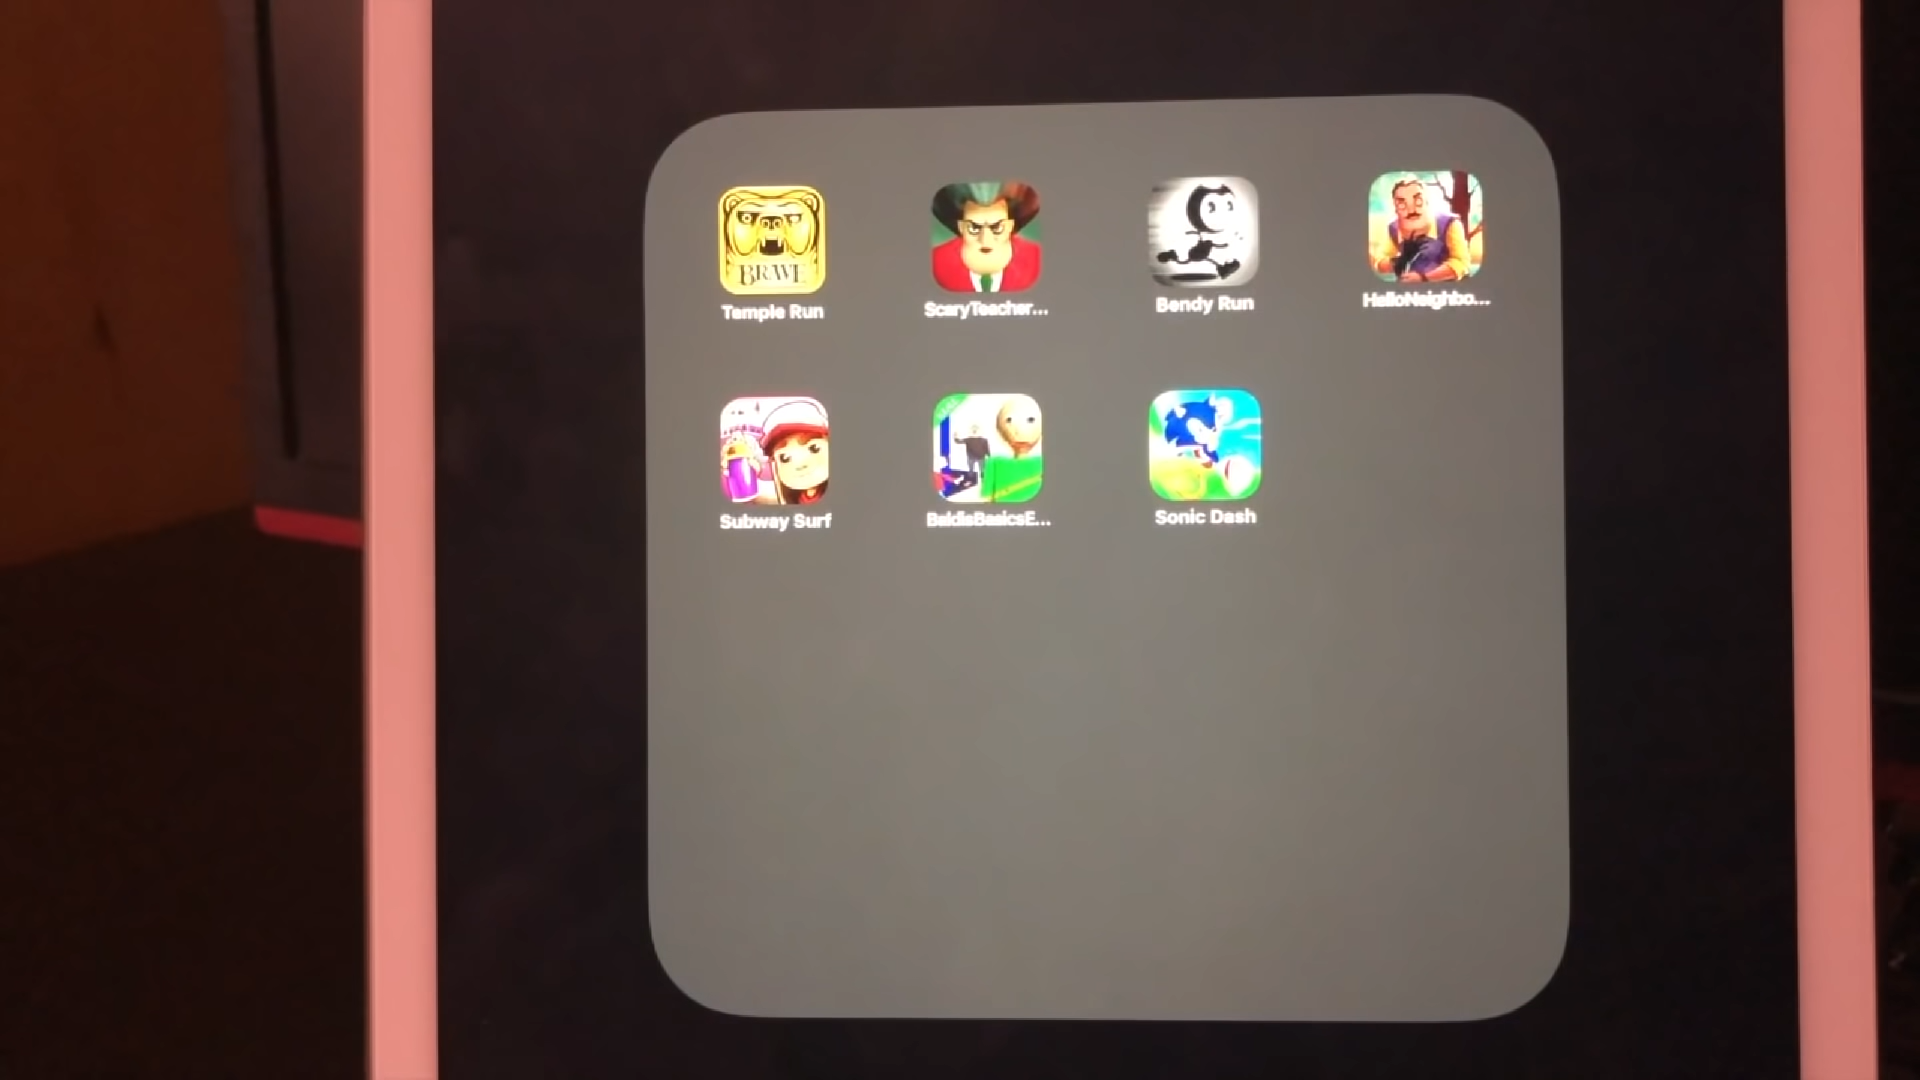 BRAVE
Temple Run
ScaryTeacher...
Bendy Run
HelloNeighbo...
Subway Surf
BaldisBasicsE...
Sonic Dash